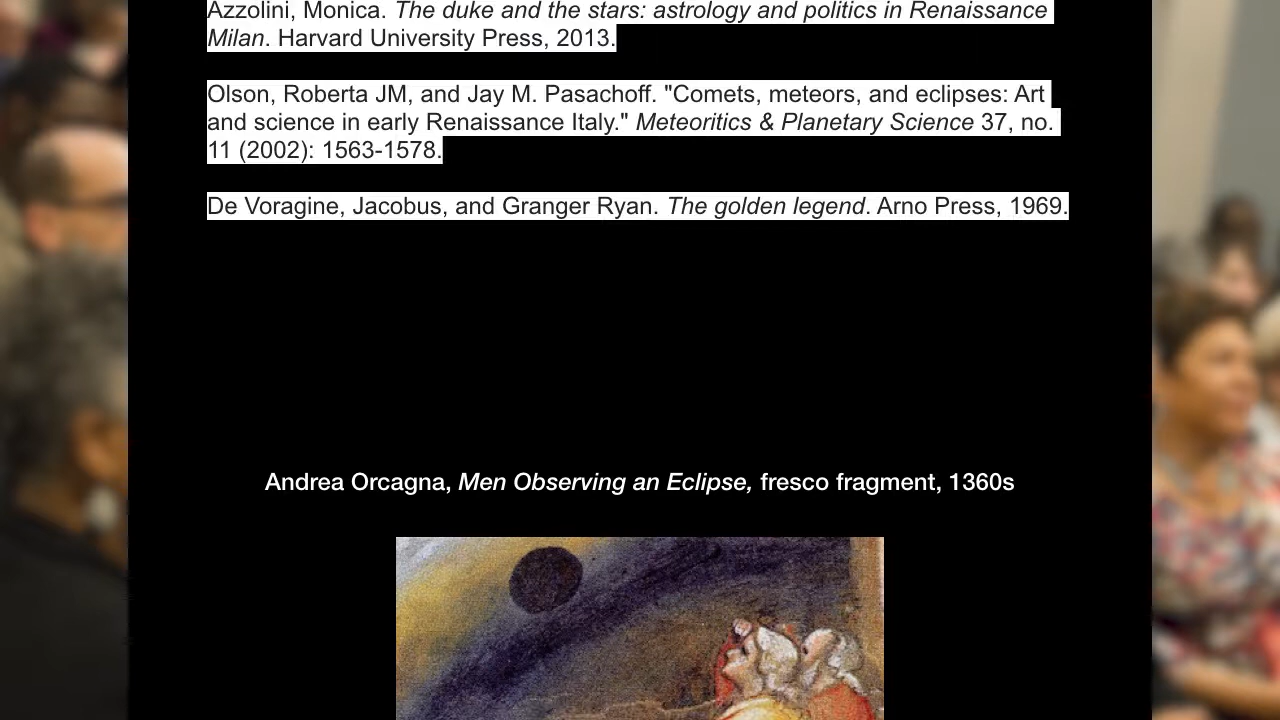 Azzolini, Monica. The duke and the stars: astrology and politics in Renaissance
Milan. Harvard University Press, 2013.
Olson, Roberta JM, and Jay M. Pasachoff. "Comets, meteors, and eclipses: Art
and science in early Renaissance Italy." Meteoritics & Planetary Science 37, no.
11 (2002): 1563-1578.
De Voragine, Jacobus, and Granger Ryan. The golden legend. Arno Press, 1969.
Andrea Orcagna, Men Observing an Eclipse, fresco fragment, 1360s